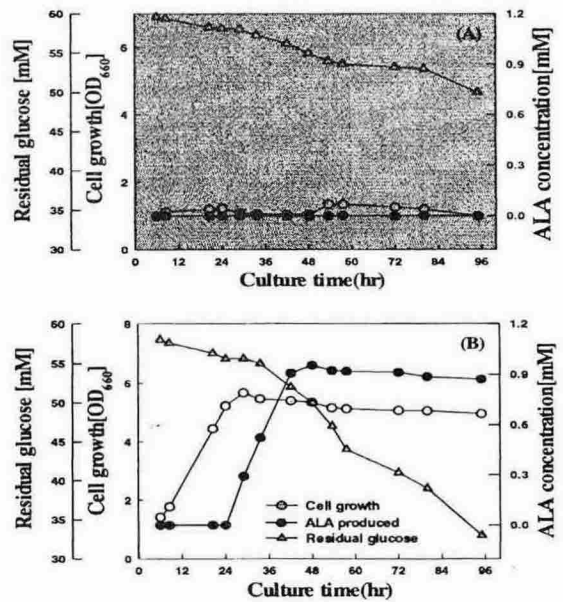 (A)
Residual glucose [mM]
Cell growth[OD660]
ALA concentration [mM]
60
55
50
45
40
35
30
6
4
2
0
1.2
0.9
0.6
0.3
0.0
0 12 24 36 48 60 72 84 96
Culture time(hr)
(B)
Residual glucose [mM]
Cell growth[OD660]
ALA concentration[mM]
60
55
50
45
40
35
30
8
6
4
2
0
1.2
0.9
0.6
0.3
0.0
Cell growth
ALA produced
Residual glucose
0 12 24 36 48 60 72 84 96
Culture time(hr)